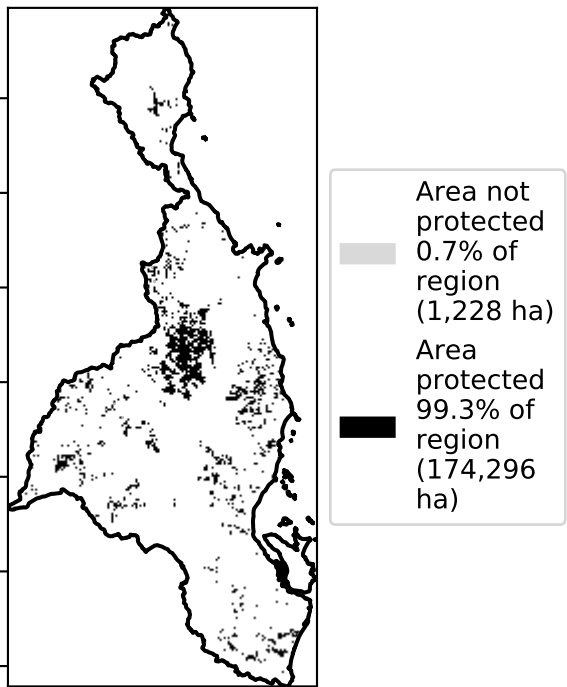 Area not
protected
0.7% of
region
(1,228 ha)
Area
protected
99.3% of
region
(174,296
ha)